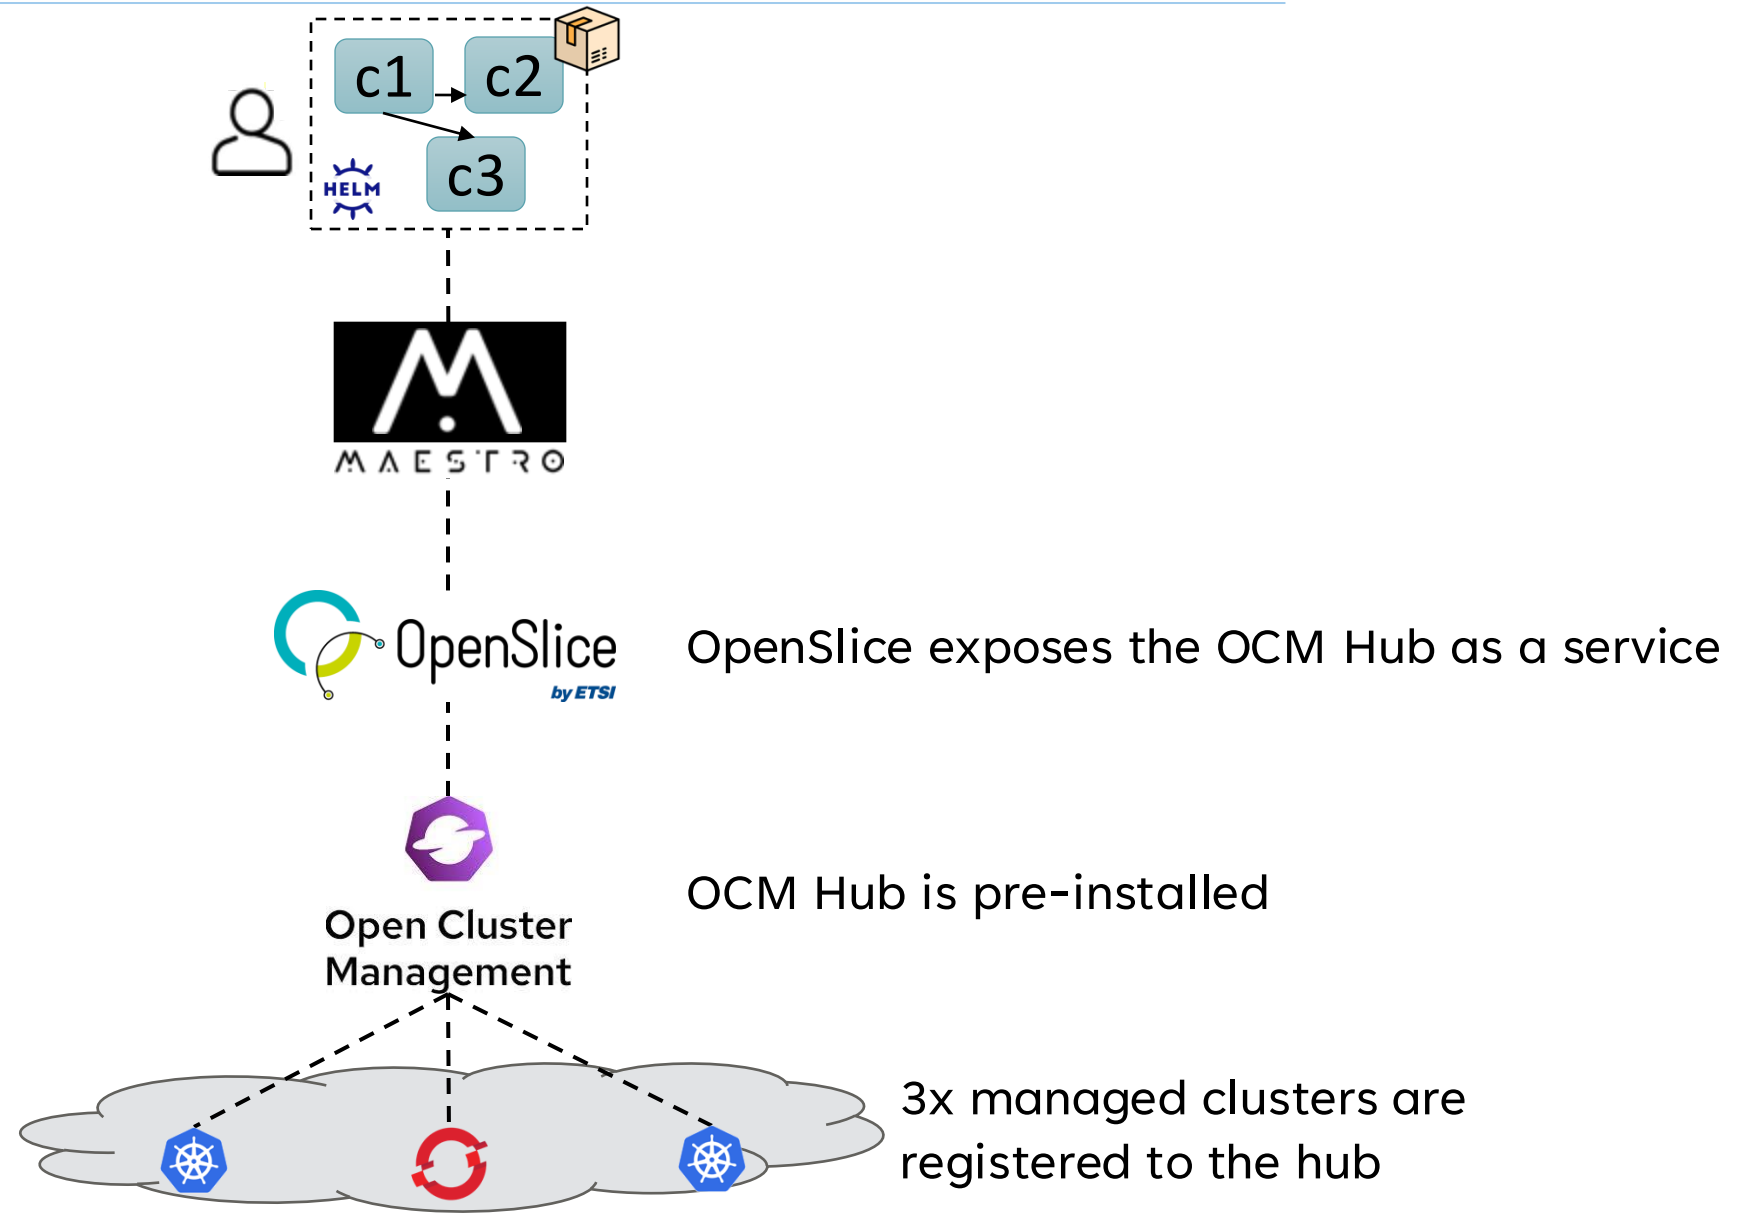 c1
c2
c3
HELM
MAESTRO
OpenSlice
by ETSI
OpenSlice exposes the OCM Hub as a service
Open Cluster
Management
OCM Hub is pre-installed
3x managed clusters are
registered to the hub